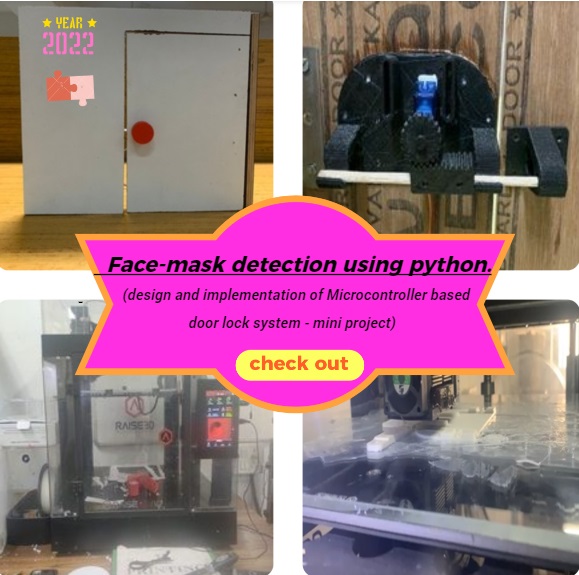 ★ YEAR ★
2022
DOOR
Face-mask detection using python.
(design and implementation of Microcontroller based
door lock system - mini project)
check out
RAISE3D